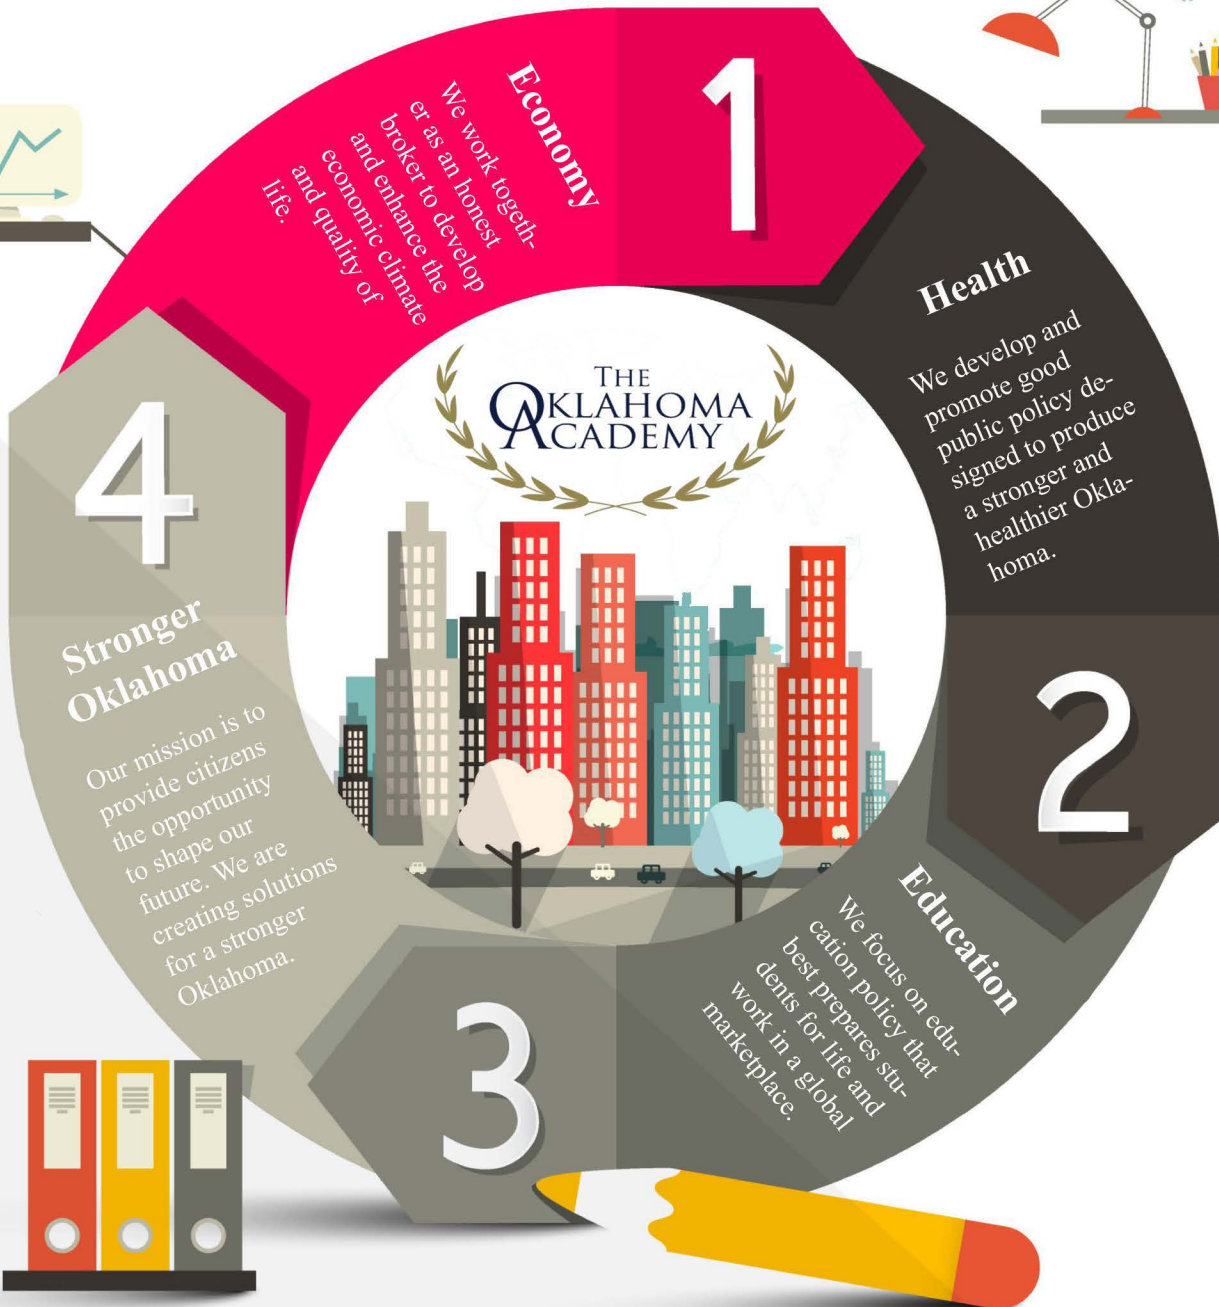 THE
OKLAHOMA
ACADEMY
1
Economy
We work togeth-
er as an honest
broker to develop
and enhance the
economic climate
and quality of
life.
Health
We develop and
promote good
public policy de-
signed to produce
a stronger and
healthier Okla-
homa.
2
Education
We focus on edu-
cation policy that
best prepares stu-
dents for life and
work in a global
marketplace.
3
4
Stronger
Oklahoma
Our mission is to
provide citizens
the opportunity
to shape our
future. We are
creating solutions
for a stronger
Oklahoma.